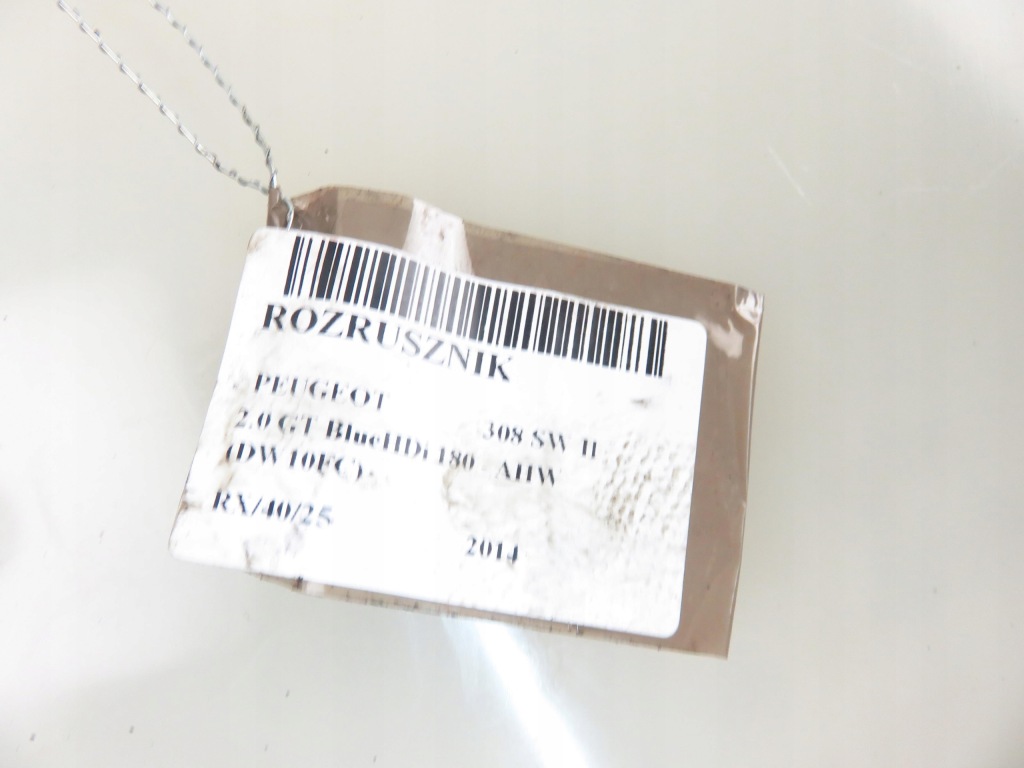 ROZRUSZNIK
PEUGEOT 308 SW II
2.0 GT BlueHDi 180 AHW
(DW10FC)
RX/40/25 2014